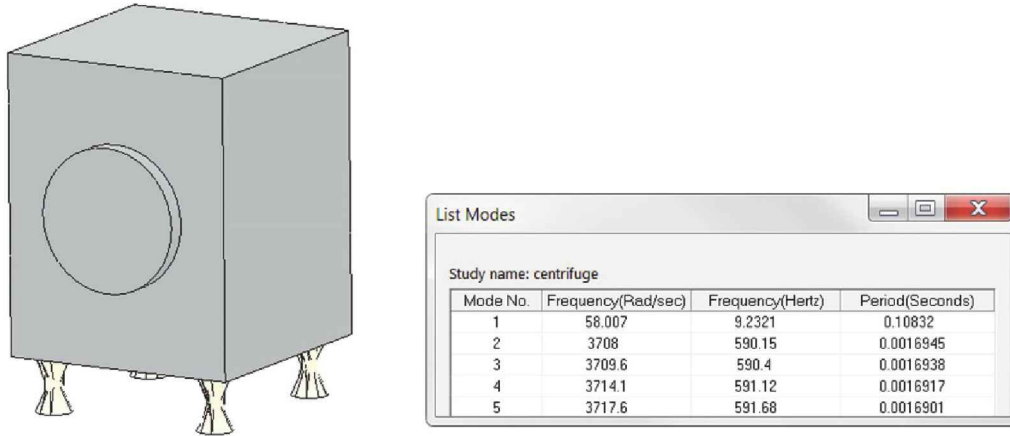 List Modes
Study name: centrifuge
Mode No. Frequency(Rad/sec) Frequency(Hertz) Period(Seconds)
1 58.007 9.2321 0.10832
2 3708 590.15 0.0016945
3 3709.6 590.4 0.0016938
4 3714.1 591.12 0.0016917
5 3717.6 591.68 0.0016901